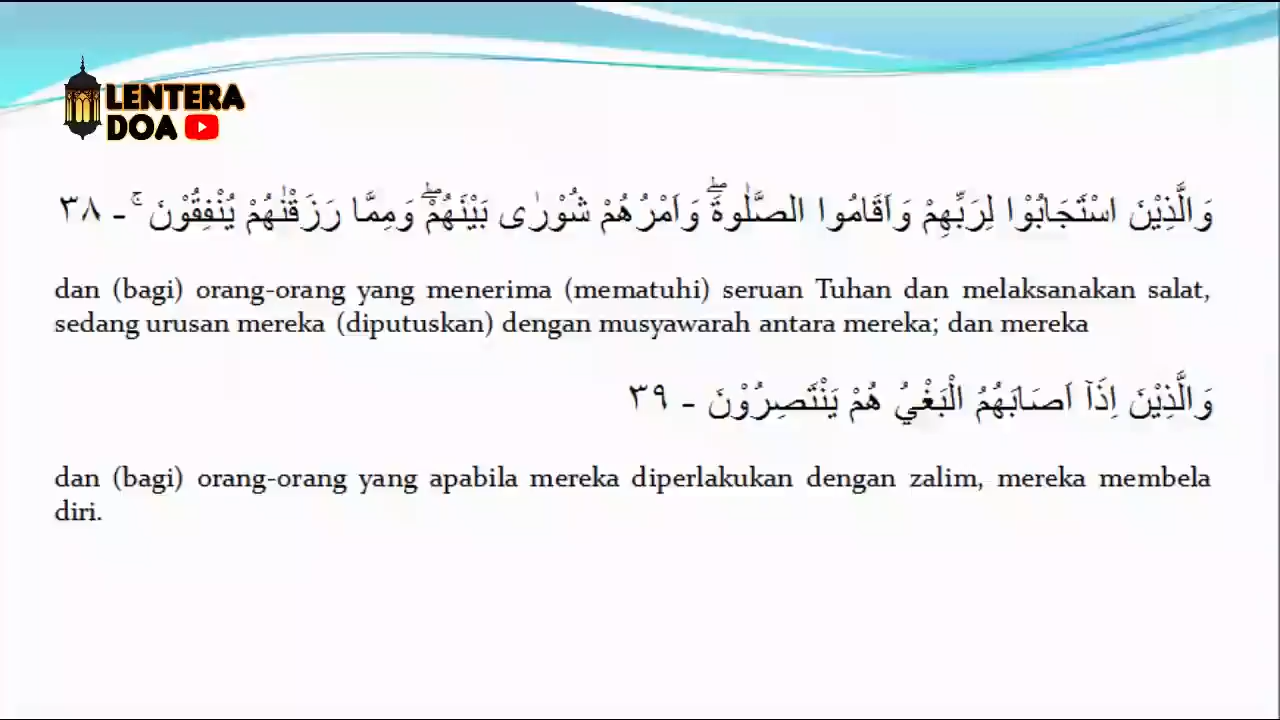 LENTERA
DOA
وَالَّذِيْنَ اسْتَجَابُوْا لِرَبِّهِمْ وَاَقَامُوا الصَّلٰوةَۖ وَاَمْرُهُمْ شُوْرٰى بَيْنَهُمْۖ وَمِمَّا رَزَقْنٰهُمْ يُنْفِقُوْنَ ۚ - ٣٨
dan (bagi) orang-orang yang menerima (mematuhi) seruan Tuhan dan melaksanakan salat,
sedang urusan mereka (diputuskan) dengan musyawarah antara mereka; dan mereka
وَالَّذِيْنَ اِذَآ اَصَابَهُمُ الْبَغْيُ هُمْ يَنْتَصِرُوْنَ - ٣٩
dan (bagi) orang-orang yang apabila mereka diperlakukan dengan zalim, mereka membela
diri.